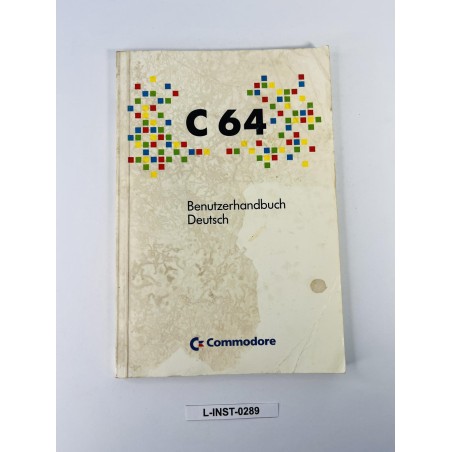 C 64
Benutzerhandbuch
Deutsch
Commodore
L-INST-0289